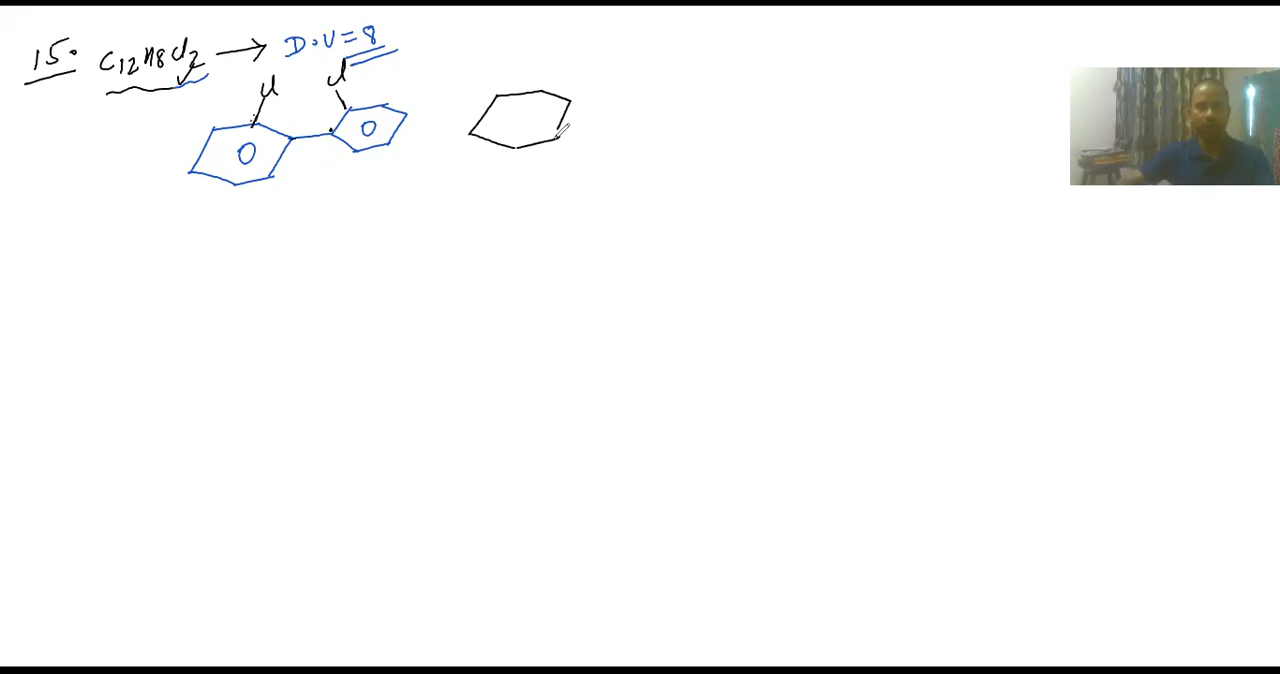 15. C12H8Cl2 → D.U = 8
Cl Cl